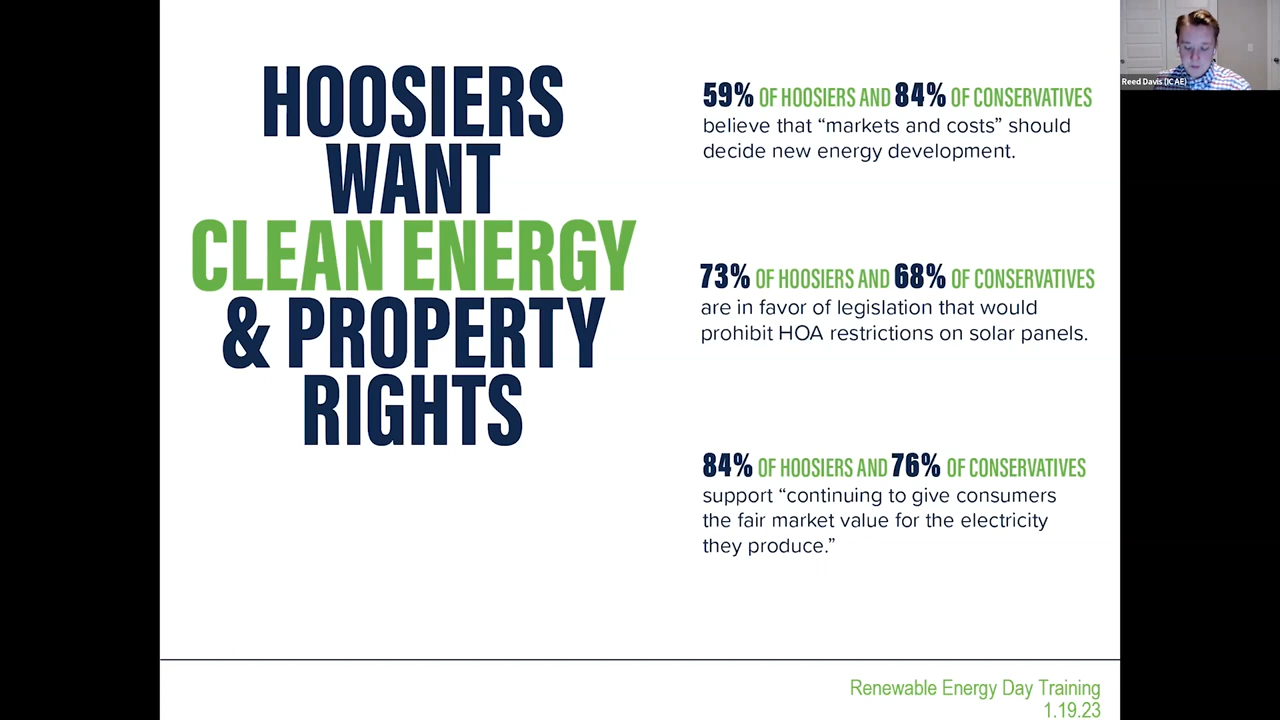 HOOSIERS
WANT
CLEAN ENERGY
& PROPERTY
RIGHTS
59% OF HOOSIERS AND 84% OF CONSERVATIVES
believe that “markets and costs” should
decide new energy development.
73% OF HOOSIERS AND 68% OF CONSERVATIVES
are in favor of legislation that would
prohibit HOA restrictions on solar panels.
84% OF HOOSIERS AND 76% OF CONSERVATIVES
support “continuing to give consumers
the fair market value for the electricity
they produce.”
Renewable Energy Day Training
1.19.23
Reed Davis (ICAE)